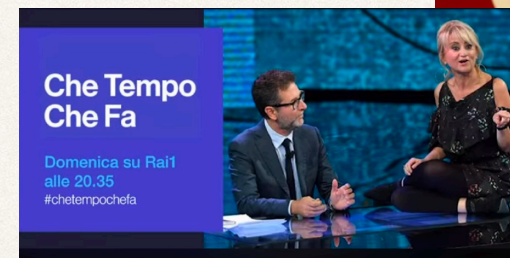 Che Tempo
Che Fa
Domenica su Rai1
alle 20.35
#chetempochefa